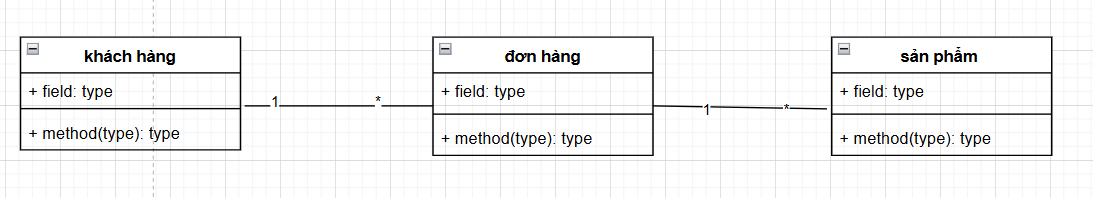 khách hàng
+ field: type
+ method(type): type
1
*
đơn hàng
+ field: type
+ method(type): type
1
*
sản phẩm
+ field: type
+ method(type): type